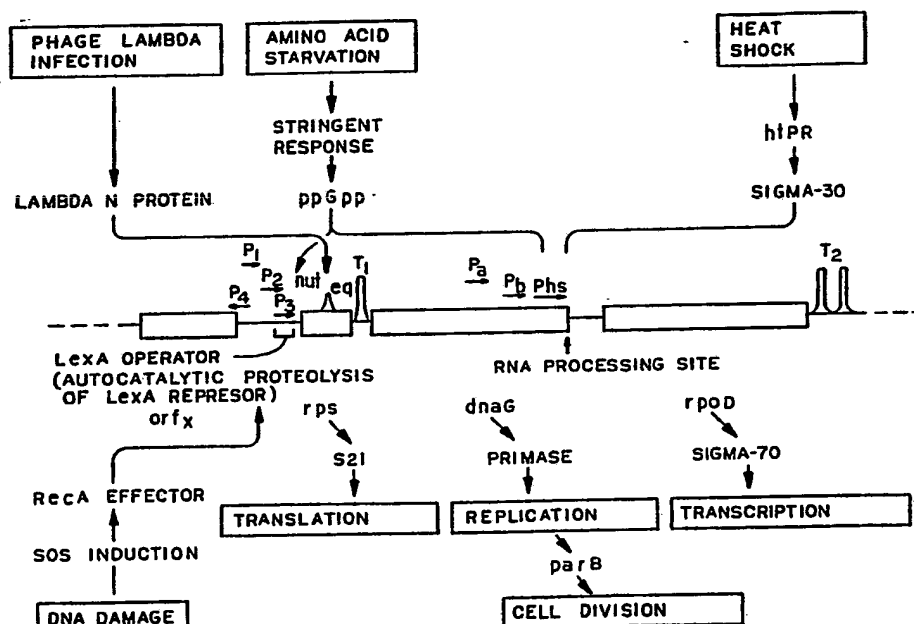 PHAGE LAMBDA
INFECTION
AMINO ACID
STARVATION
HEAT
SHOCK
STRINGENT
RESPONSE
htPR
LAMBDA N PROTEIN
ppGpp
SIGMA-30
P1
P2
P3
P4
nut
eq
T1
Pa
Pb
Phs
T2
LexA OPERATOR
(AUTOCATALYTIC PROTEOLYSIS
OF LexA REPRESOR)
orfx
RNA PROCESSING SITE
rps
dnaG
rpoD
S21
PRIMASE
SIGMA-70
RecA EFFECTOR
TRANSLATION
REPLICATION
TRANSCRIPTION
SOS INDUCTION
parB
DNA DAMAGE
CELL DIVISION